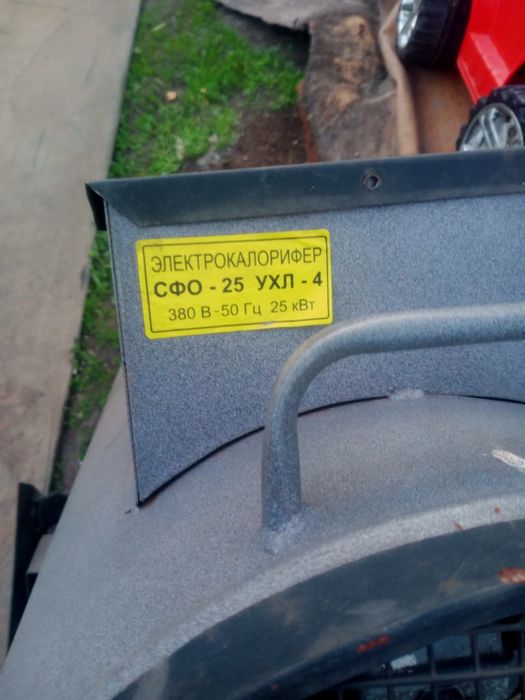 ЭЛЕКТРОКАЛОРИФЕР
СФО - 25 УХЛ - 4
380 В ~ 50 Гц 25 кВт